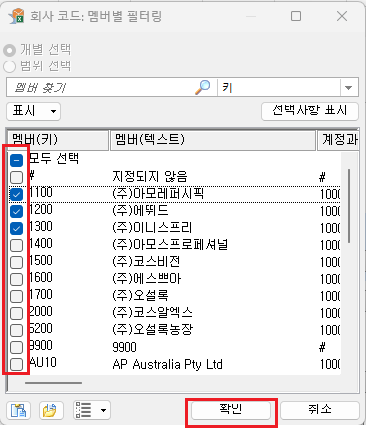 회사 코드: 멤버별 필터링
개별 선택
범위 선택
멤버 찾기 키
표시 선택사항 표시
멤버(키) 멤버(텍스트) 계정과
모두 선택
# 지정되지 않음 #
1100 (주)아모레퍼시픽 1000
1200 (주)에뛰드 1000
1300 (주)이니스프리 1000
1400 (주)아모스프로페셔널 1000
1500 (주)코스비전 1000
1600 (주)에스쁘아 1000
1700 (주)오설록 1000
2000 (주)코스알엑스 1000
5200 (주)오설록농장 1000
9900 9900 #
AU10 AP Australia Pty Ltd 1000
확인 취소